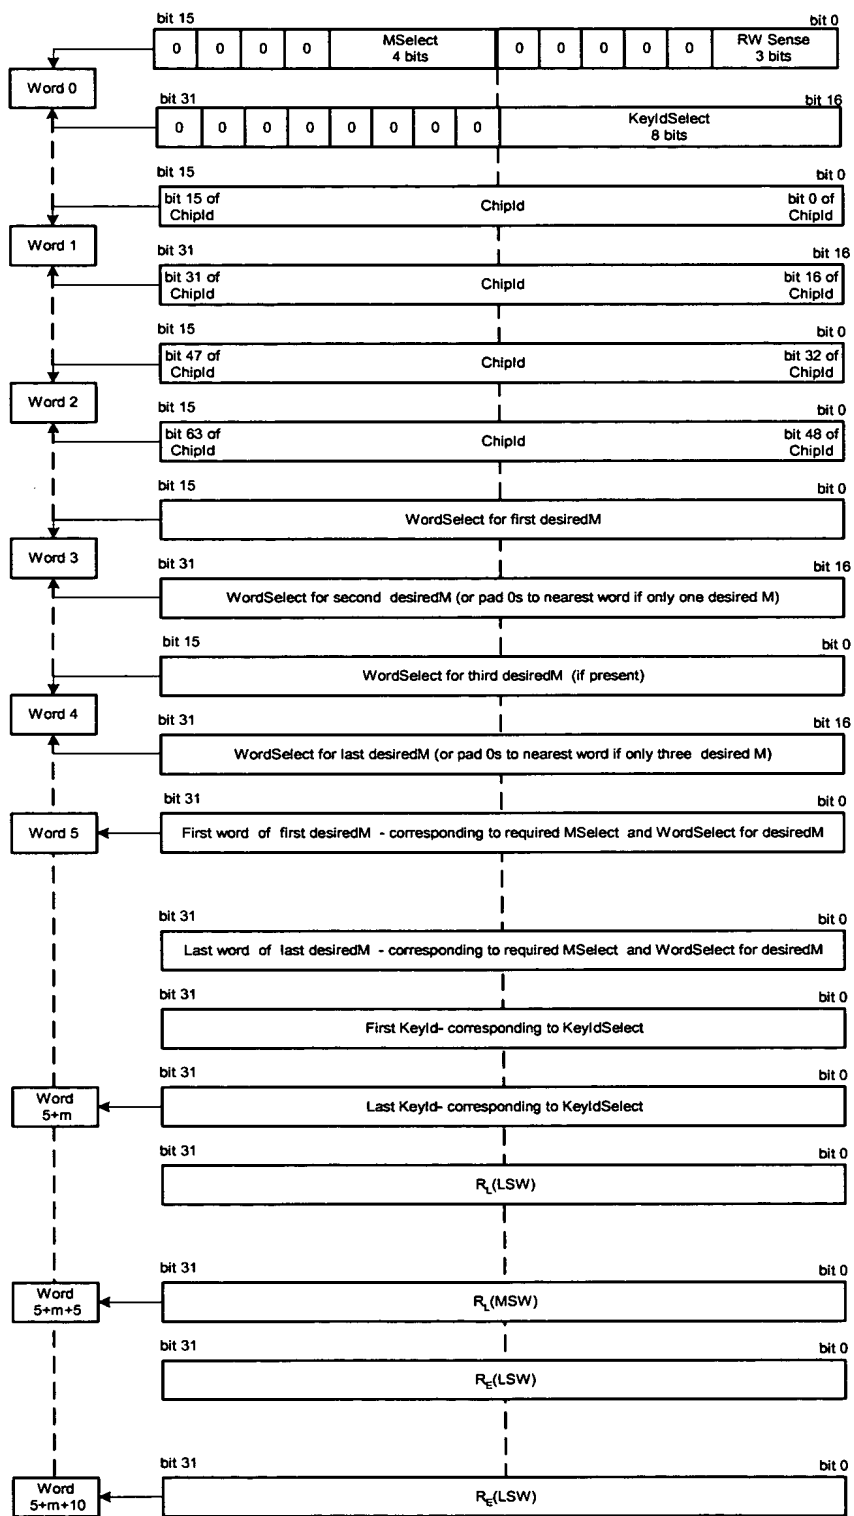 bit 15 bit 0
0 0 0 0 MSelect 0 0 0 0 0 RW Sense
4 bits 3 bits
Word 0
bit 31 bit 16
0 0 0 0 0 0 0 0 KeyIdSelect
8 bits
bit 15 bit 0
bit 15 of ChipId bit 0 of
ChipId ChipId
Word 1
bit 31 bit 16
bit 31 of ChipId bit 16 of
ChipId ChipId
bit 15 bit 0
bit 47 of ChipId bit 32 of
ChipId ChipId
Word 2
bit 15 bit 0
bit 63 of ChipId bit 48 of
ChipId ChipId
bit 15 bit 0
WordSelect for first desiredM
Word 3
bit 31 bit 16
WordSelect for second desiredM (or pad 0s to nearest word if only one desired M)
bit 15 bit 0
WordSelect for third desiredM (if present)
Word 4
bit 31 bit 16
WordSelect for last desiredM (or pad 0s to nearest word if only three desired M)
bit 31 bit 0
Word 5 First word of first desiredM - corresponding to required MSelect and WordSelect for desiredM
bit 31 bit 0
Last word of last desiredM - corresponding to required MSelect and WordSelect for desiredM
bit 31 bit 0
First KeyId- corresponding to KeyIdSelect
bit 31 bit 0
Word
5+m Last KeyId- corresponding to KeyIdSelect
bit 31 bit 0
R_L(LSW)
bit 31 bit 0
Word
5+m+5 R_L(MSW)
bit 31 bit 0
R_E(LSW)
bit 31 bit 0
Word
5+m+10 R_E(LSW)